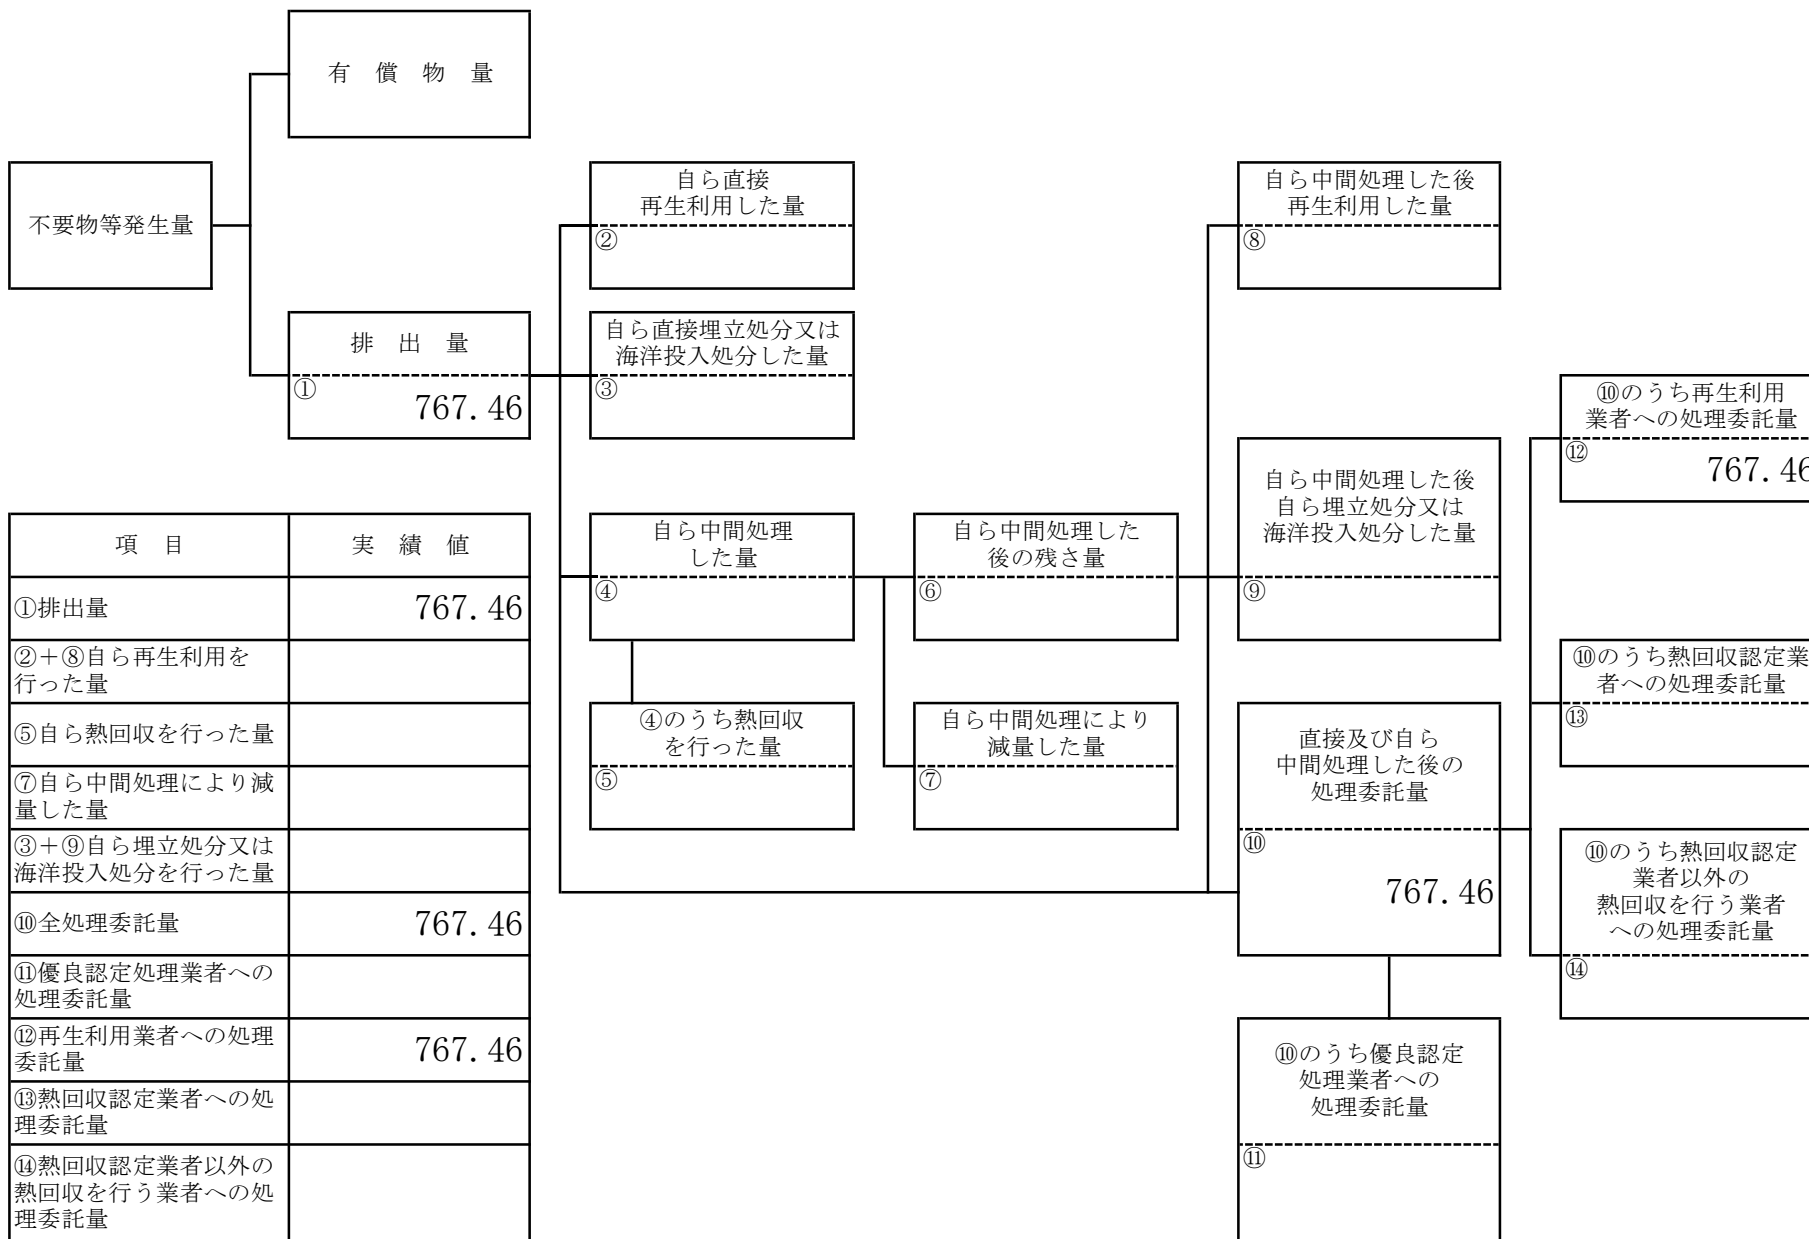 有 償 物 量
不要物等発生量
自ら直接
再生利用した量
②
自ら中間処理した後
再生利用した量
⑧
排 出 量
①
767.46
自ら直接埋立処分又は
海洋投入処分した量
③
⑩のうち再生利用
業者への処理委託量
⑫
767.46
自ら中間処理した後
自ら埋立処分又は
海洋投入処分した量
⑨
自ら中間処理
した量
④
自ら中間処理した
後の残さ量
⑥
⑩のうち熱回収認定業
者への処理委託量
⑬
④のうち熱回収
を行った量
⑤
自ら中間処理により
減量した量
⑦
直接及び自ら
中間処理した後の
処理委託量
⑩
767.46
⑩のうち熱回収認定
業者以外の
熱回収を行う業者
への処理委託量
⑭
⑩のうち優良認定
処理業者への
処理委託量
⑪
項 目 実 績 値
①排出量 767.46
②+⑧自ら再生利用を
行った量
⑤自ら熱回収を行った量
⑦自ら中間処理により減
量した量
③+⑨自ら埋立処分又は
海洋投入処分を行った量
⑩全処理委託量 767.46
⑪優良認定処理業者への
処理委託量
⑫再生利用業者への処理
委託量 767.46
⑬熱回収認定業者への処
理委託量
⑭熱回収認定業者以外の
熱回収を行う業者への処
理委託量